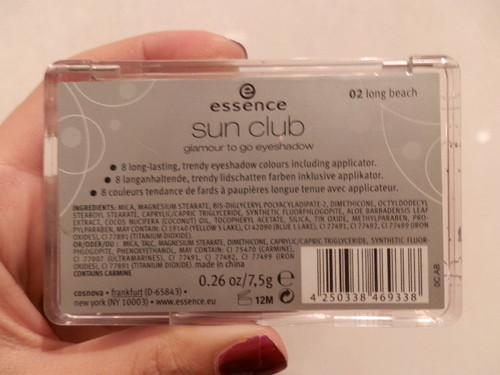 02 long beach
essence
sun club
glamour to go eyeshadow
8 long-lasting, trendy eyeshadow colours including applicator.
8 langanhaltende, trendy lidschatten farben inklusive applikator.
8 couleurs tendance de fards à paupières longue tenue avec applicateur.
INGREDIENTS: MICA, MAGNESIUM STEARATE, BIS-DIGLYCERYL POLYACYLADIPATE-2, DIMETHICONE, OCTYLDODECYL
STEAROYL STEARATE, CAPRYLIC/CAPRIC TRIGLYCERIDE, SYNTHETIC FLUORPHLOGOPITE, ALOE BARBADENSIS LEAF
EXTRACT, COCOS NUCIFERA (COCONUT) OIL, TOCOPHERYL ACETATE, SILICA, TIN OXIDE, METHYLPARABEN, PRO-
PYLPARABEN, MAY CONTAIN: CI 19140 (YELLOW 5 LAKE), CI 42090 (BLUE 1 LAKE), CI 77491, CI 77492, CI 77499 (IRON
OXIDES), CI 77891 (TITANIUM DIOXIDE).
OR/ODER/DU : MICA, TALC, MAGNESIUM STEARATE, DIMETHICONE, CAPRYLIC/CAPRIC TRIGLYCERIDE, SYNTHETIC FLUOR-
PHLOGOPITE, PHENOXYETHANOL, MAY CONTAIN: CI 75470 (CARMINE),
CI 77007 (ULTRAMARINES), CI 77491, CI 77492, CI 77499 (IRON
OXIDES), CI 77891 (TITANIUM DIOXIDE). made in china
CONTAINS CARMINE
0.26 oz/7,5g e
cosnova • frankfurt (D-65843) •
new york (NY 10003) • www.essence.eu
12M
4 250338 469338